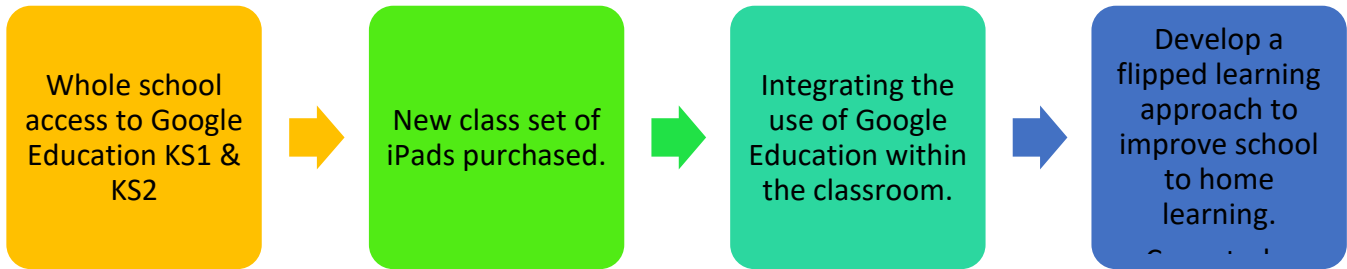 Whole school
access to Google
Education KS1 &
KS2
New class set of
iPads purchased.
Integrating the
use of Google
Education within
the classroom.
Develop a
flipped learning
approach to
improve school
to home
learning.